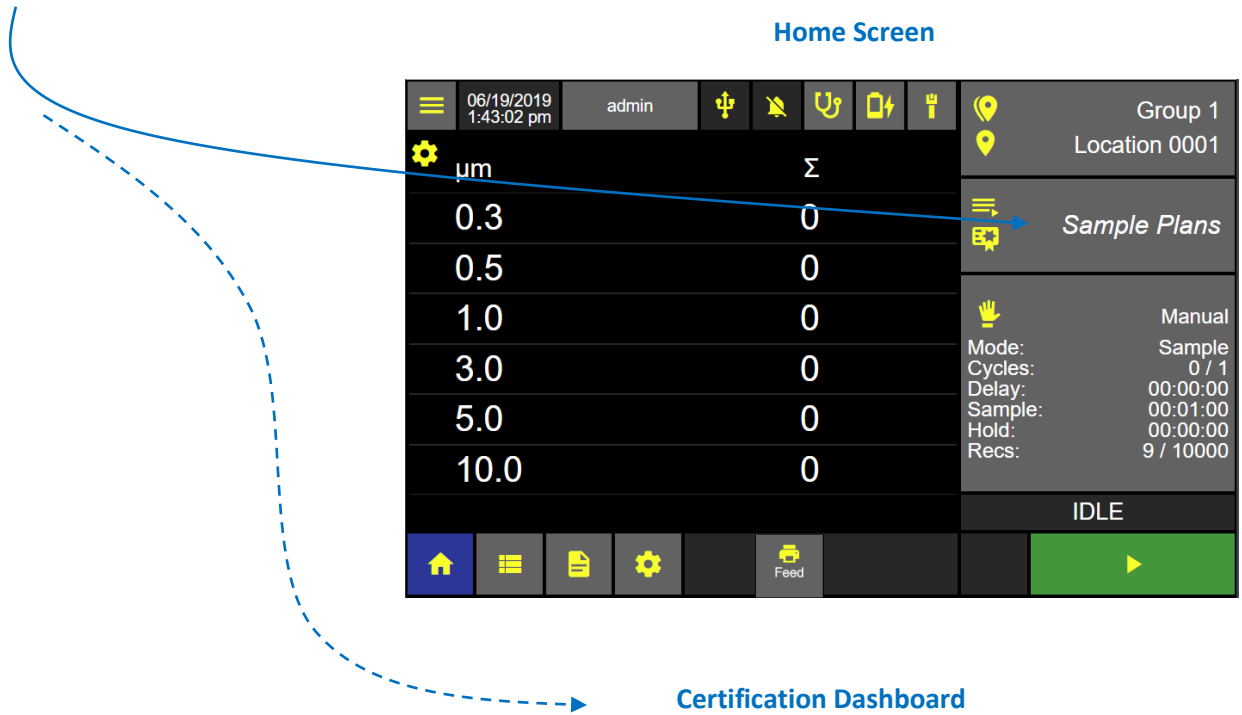 Home Screen
06/19/2019
1:43:02 pm
admin
Group 1
Location 0001
µm Σ
Sample Plans
0.3 0
0.5 0
1.0 0
3.0 0
5.0 0
10.0 0
Manual
Mode: Sample
Cycles: 0 / 1
Delay: 00:00:00
Sample: 00:01:00
Hold: 00:00:00
Recs: 9 / 10000
IDLE
Feed
Certification Dashboard